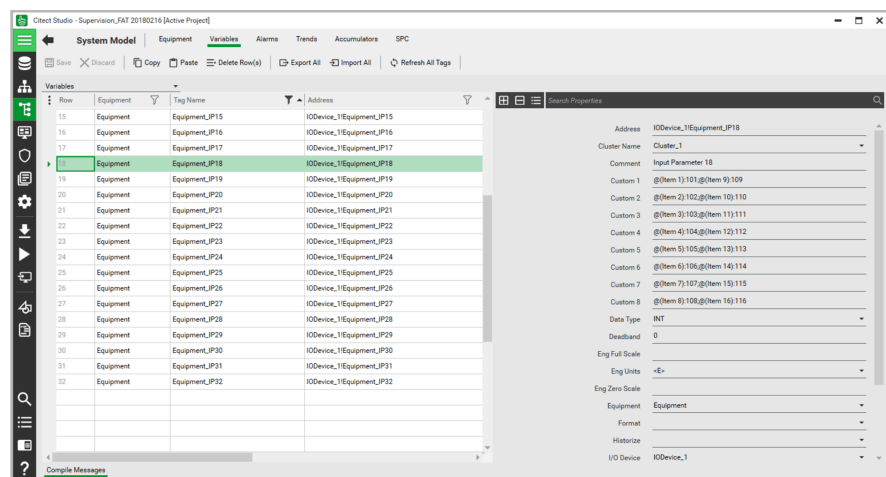 Citect Studio - Supervision_FAT 20180216 [Active Project]
System Model Equipment Variables Alarms Trends Accumulators SPC
Save Discard Copy Paste Delete Row(s) Export All Import All Refresh All Tags
Variables
Row Equipment Tag Name Address
15 Equipment Equipment_IP15 IODevice_1!Equipment_IP15
16 Equipment Equipment_IP16 IODevice_1!Equipment_IP16
17 Equipment Equipment_IP17 IODevice_1!Equipment_IP17
18 Equipment Equipment_IP18 IODevice_1!Equipment_IP18
19 Equipment Equipment_IP19 IODevice_1!Equipment_IP19
20 Equipment Equipment_IP20 IODevice_1!Equipment_IP20
21 Equipment Equipment_IP21 IODevice_1!Equipment_IP21
22 Equipment Equipment_IP22 IODevice_1!Equipment_IP22
23 Equipment Equipment_IP23 IODevice_1!Equipment_IP23
24 Equipment Equipment_IP24 IODevice_1!Equipment_IP24
25 Equipment Equipment_IP25 IODevice_1!Equipment_IP25
26 Equipment Equipment_IP26 IODevice_1!Equipment_IP26
27 Equipment Equipment_IP27 IODevice_1!Equipment_IP27
28 Equipment Equipment_IP28 IODevice_1!Equipment_IP28
29 Equipment Equipment_IP29 IODevice_1!Equipment_IP29
30 Equipment Equipment_IP30 IODevice_1!Equipment_IP30
31 Equipment Equipment_IP31 IODevice_1!Equipment_IP31
32 Equipment Equipment_IP32 IODevice_1!Equipment_IP32
Compile Messages
Search Properties
Address IODevice_1!Equipment_IP18
Cluster Name Cluster_1
Comment Input Parameter 18
Custom 1 @(Item 1):101;@(Item 9):109
Custom 2 @(Item 2):102;@(Item 10):110
Custom 3 @(Item 3):103;@(Item 11):111
Custom 4 @(Item 4):104;@(Item 12):112
Custom 5 @(Item 5):105;@(Item 13):113
Custom 6 @(Item 6):106;@(Item 14):114
Custom 7 @(Item 7):107;@(Item 15):115
Custom 8 @(Item 8):108;@(Item 16):116
Data Type INT
Deadband 0
Eng Full Scale
Eng Units <E>
Eng Zero Scale
Equipment Equipment
Format
Historize
I/O Device IODevice_1